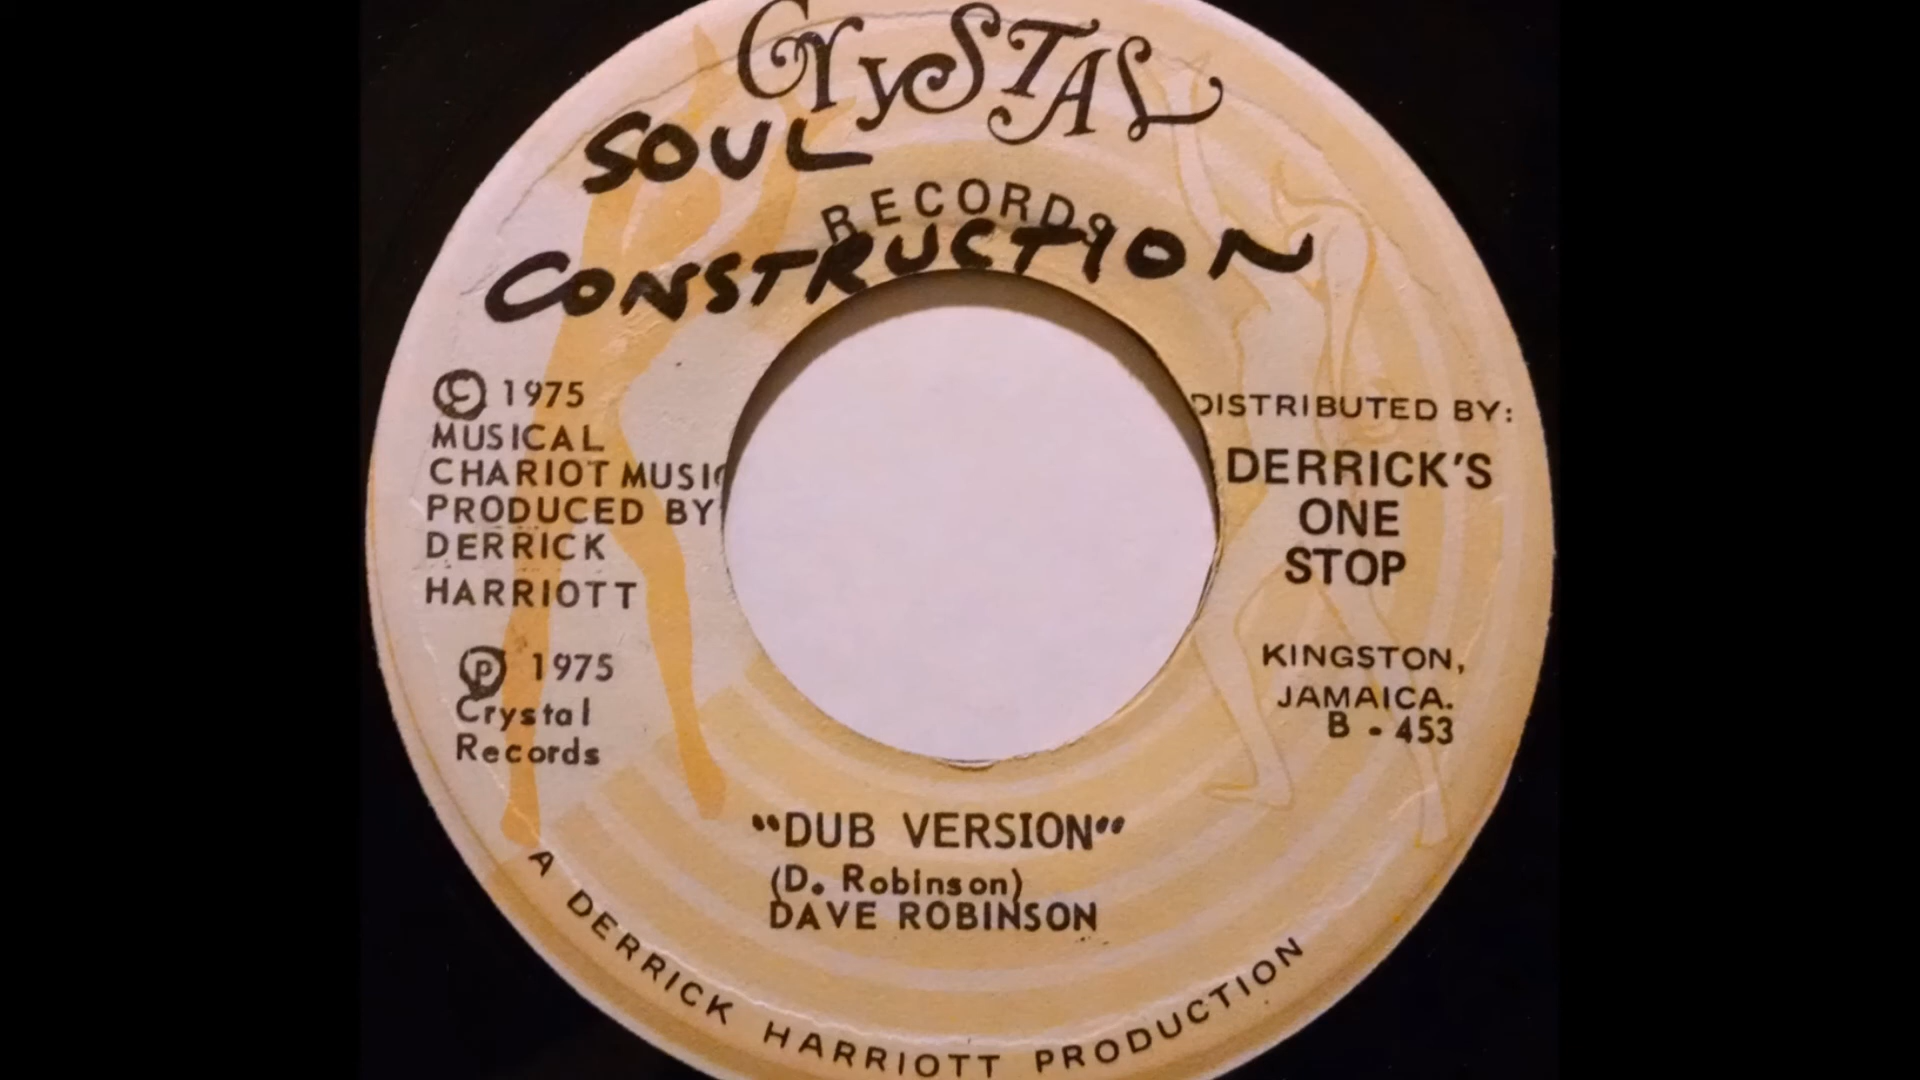 CRYSTAL
SOUL
RECORDS
CONSTRUCTION
© 1975
MUSICAL
CHARIOT MUSIC
PRODUCED BY
DERRICK
HARRIOTT
℗ 1975
Crystal
Records
DISTRIBUTED BY:
DERRICK'S
ONE
STOP
KINGSTON,
JAMAICA.
B - 453
"DUB VERSION"
(D. Robinson)
DAVE ROBINSON
A DERRICK HARRIOTT PRODUCTION